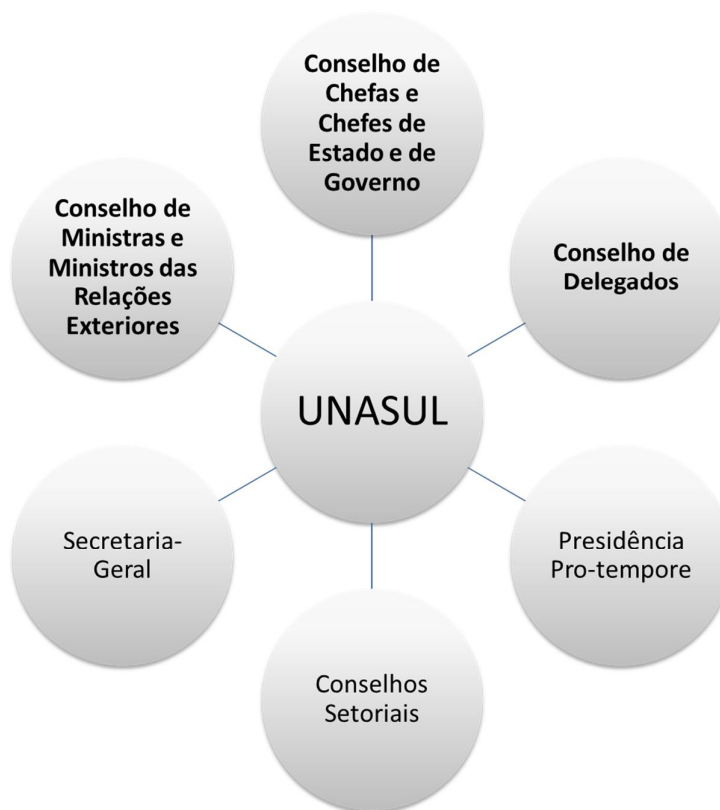 Conselho de
Chefas e
Chefes de
Estado e de
Governo
Conselho de
Ministras e
Ministros das
Relações
Exteriores
Conselho de
Delegados
UNASUL
Secretaria-
Geral
Presidência
Pro-tempore
Conselhos
Setoriais